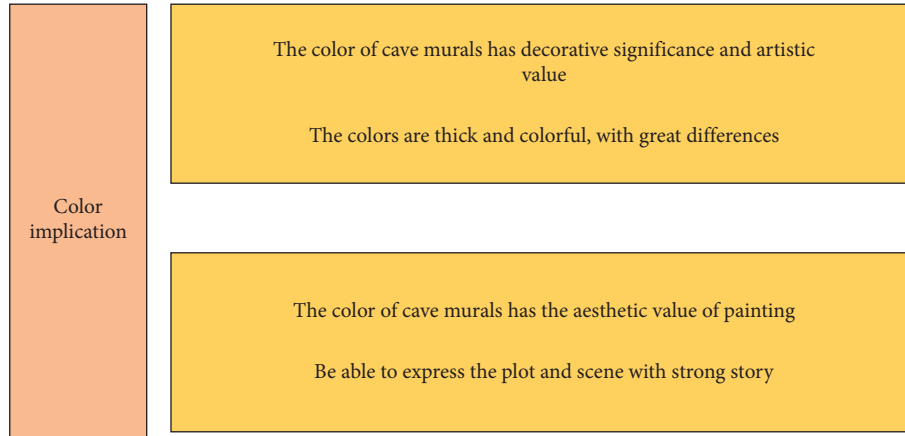 Color
implication
The color of cave murals has decorative significance and artistic
value
The colors are thick and colorful, with great differences
The color of cave murals has the aesthetic value of painting
Be able to express the plot and scene with strong story